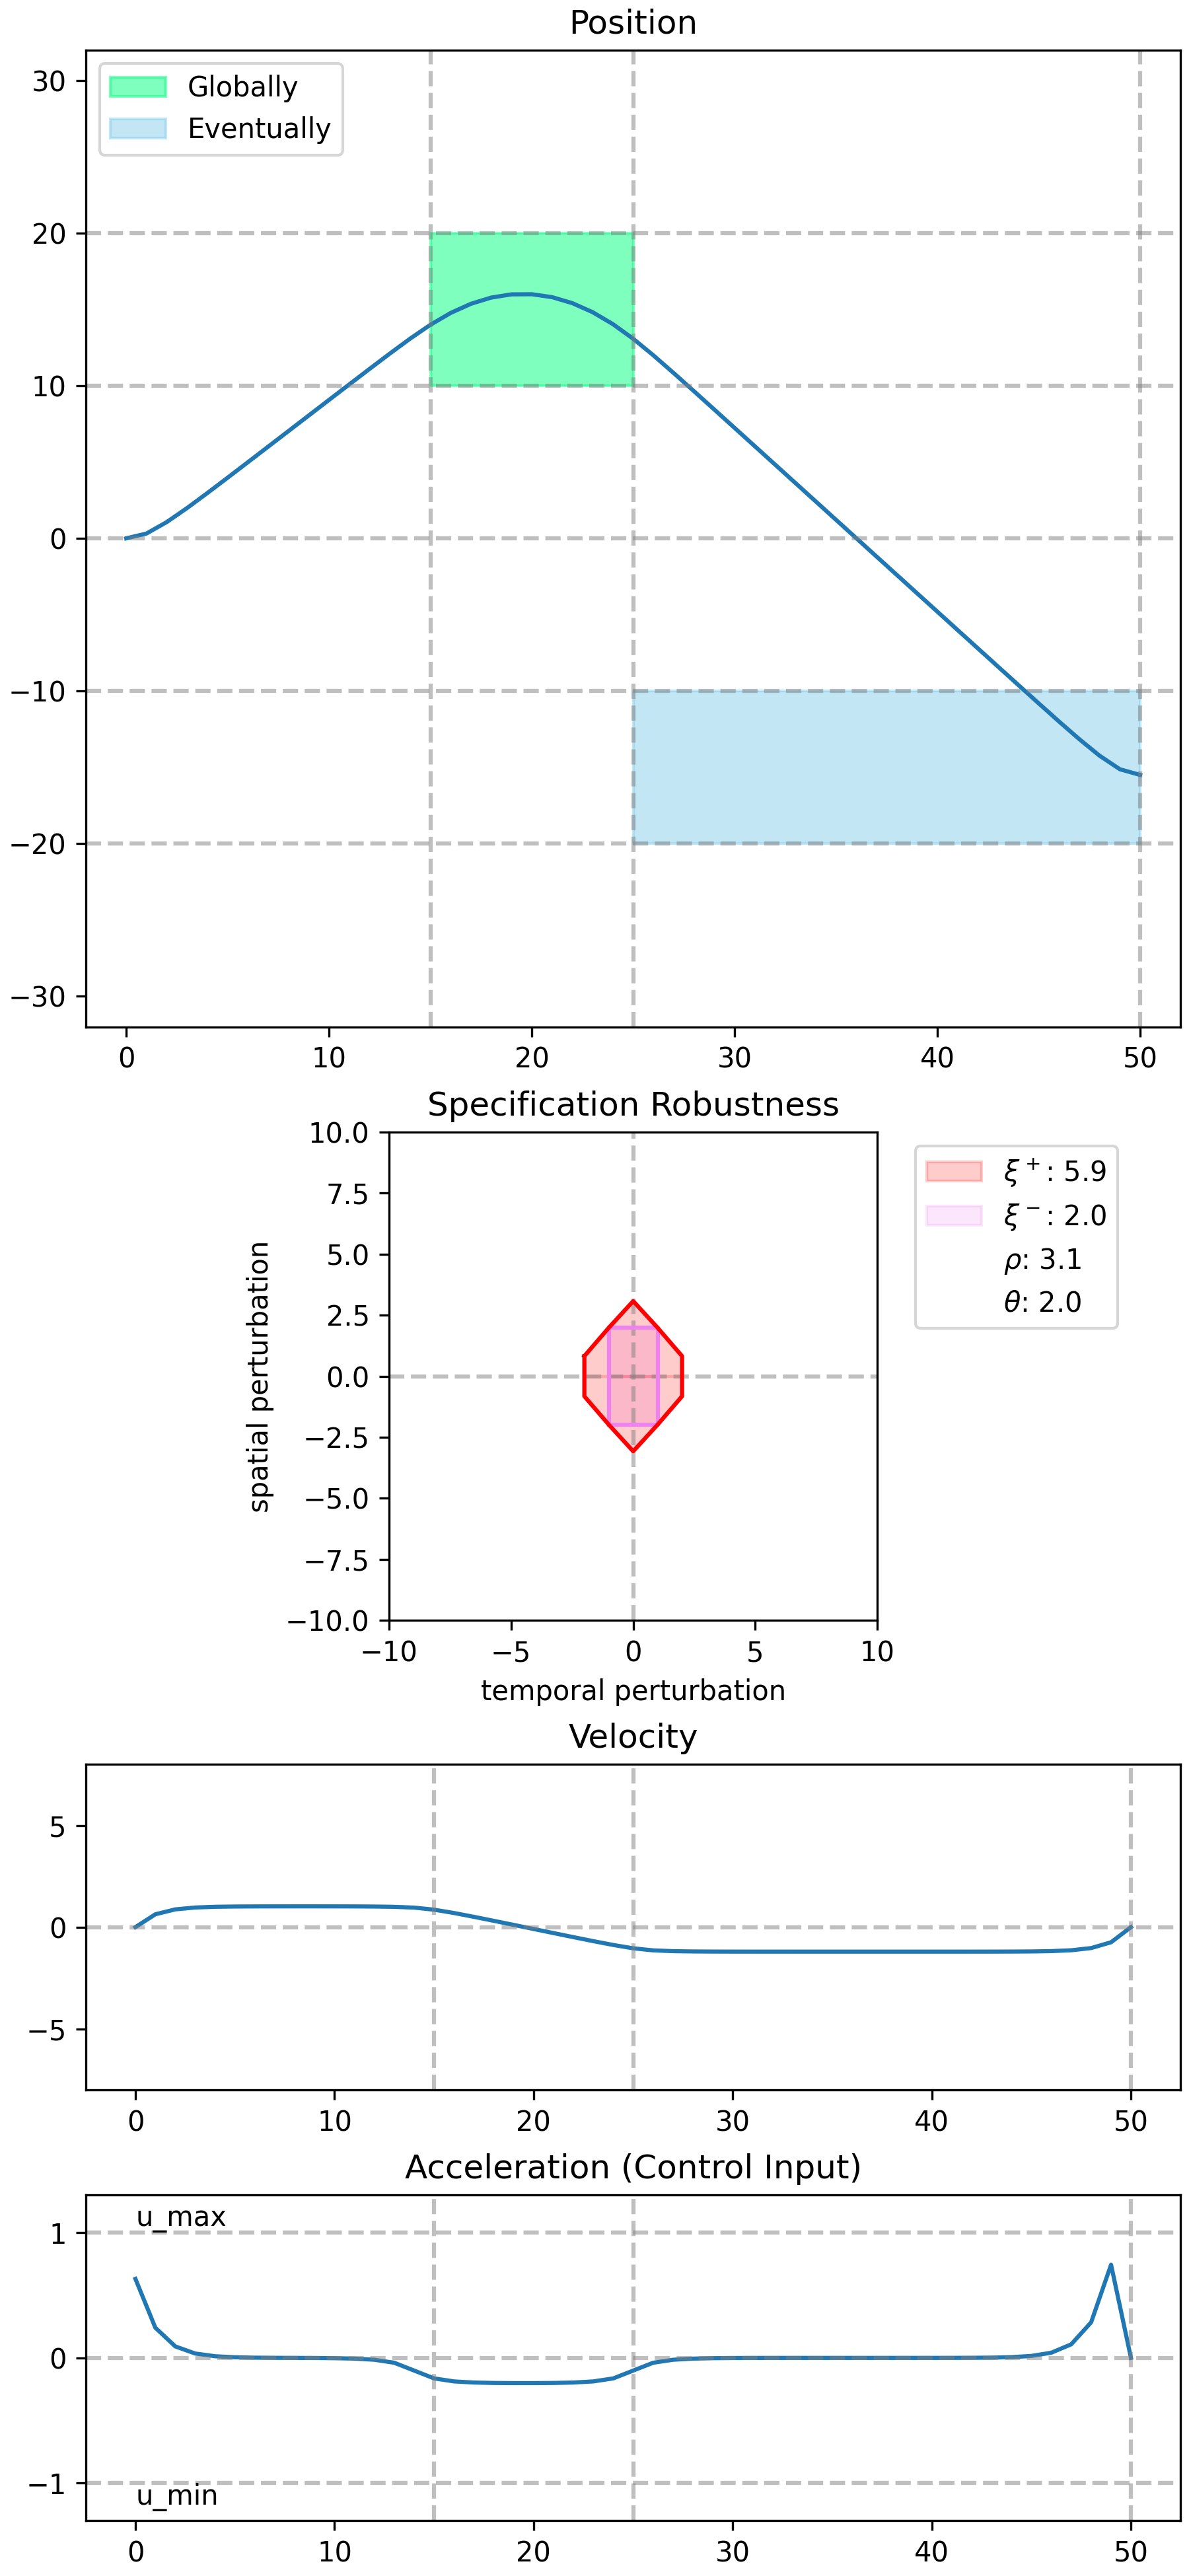 Position
Globally
Eventually
30
20
10
0
−10
−20
−30
0 10 20 30 40 50
Specification Robustness
10.0
7.5
5.0
2.5
0.0
−2.5
−5.0
−7.5
−10.0
spatial perturbation
−10 −5 0 5 10
temporal perturbation
ξ⁺: 5.9
ξ⁻: 2.0
ρ: 3.1
θ: 2.0
Velocity
5
0
−5
0 10 20 30 40 50
Acceleration (Control Input)
u_max
1
0
−1
u_min
0 10 20 30 40 50